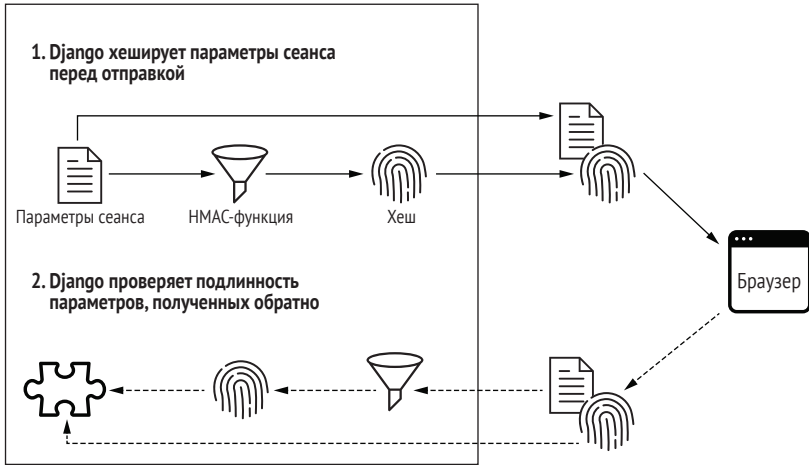 1. Django хеширует параметры сеанса
перед отправкой
Параметры сеанса
HMAC-функция
Хеш
Браузер
2. Django проверяет подлинность
параметров, полученных обратно